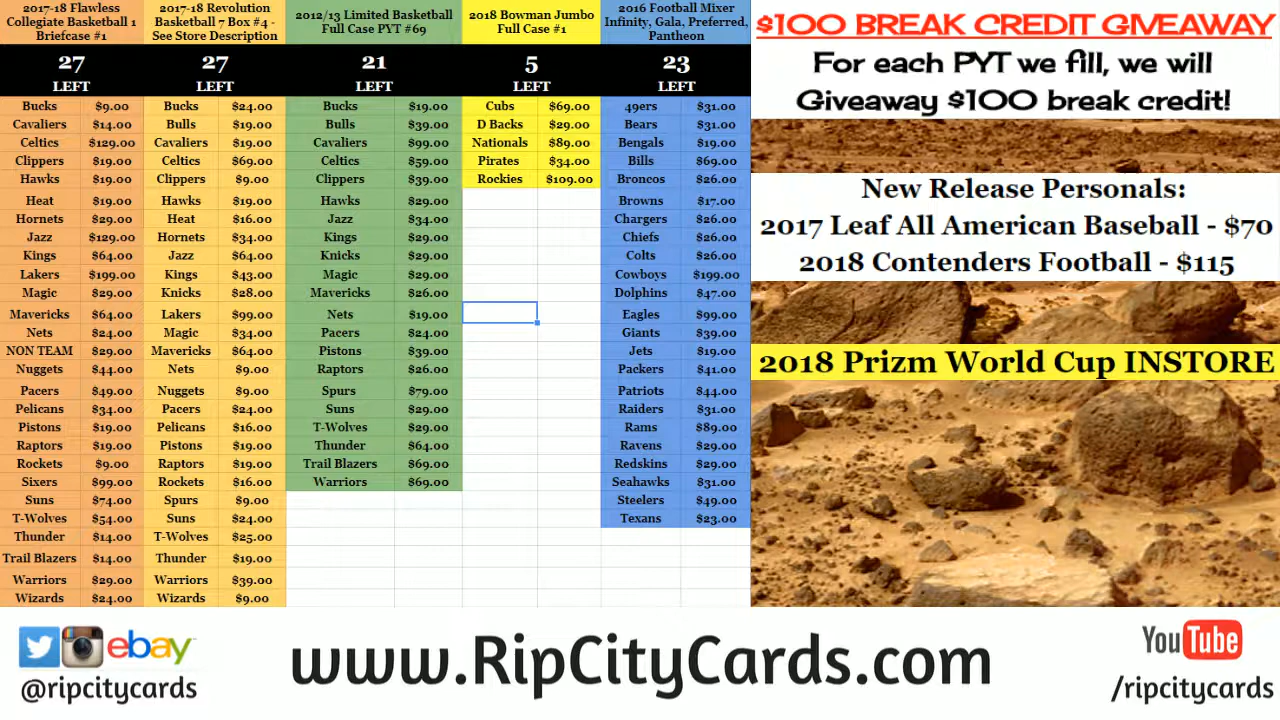 2017-18 Flawless
Collegiate Basketball 1
Briefcase #1
27
LEFT
Bucks $9.00
Cavaliers $14.00
Celtics $129.00
Clippers $19.00
Hawks $19.00
Heat $19.00
Hornets $29.00
Jazz $129.00
Kings $64.00
Lakers $199.00
Magic $29.00
Mavericks $64.00
Nets $24.00
NON TEAM $29.00
Nuggets $44.00
Pacers $49.00
Pelicans $34.00
Pistons $19.00
Raptors $19.00
Rockets $9.00
Sixers $99.00
Suns $74.00
T-Wolves $54.00
Thunder $14.00
Trail Blazers $14.00
Warriors $29.00
Wizards $24.00
2017-18 Revolution
Basketball 7 Box #4 -
See Store Description
27
LEFT
Bucks $24.00
Bulls $19.00
Cavaliers $19.00
Celtics $69.00
Clippers $9.00
Hawks $19.00
Heat $16.00
Hornets $34.00
Jazz $64.00
Kings $43.00
Knicks $28.00
Lakers $99.00
Magic $34.00
Mavericks $64.00
Nets $9.00
Nuggets $9.00
Pacers $24.00
Pelicans $16.00
Pistons $19.00
Raptors $19.00
Rockets $16.00
Spurs $9.00
Suns $24.00
T-Wolves $25.00
Thunder $19.00
Warriors $39.00
Wizards $9.00
2012/13 Limited Basketball
Full Case PYT #69
21
LEFT
Bucks $19.00
Bulls $39.00
Cavaliers $99.00
Celtics $59.00
Clippers $39.00
Hawks $29.00
Jazz $34.00
Kings $29.00
Knicks $29.00
Magic $29.00
Mavericks $26.00
Nets $19.00
Pacers $24.00
Pistons $39.00
Raptors $26.00
Spurs $79.00
Suns $29.00
T-Wolves $29.00
Thunder $64.00
Trail Blazers $69.00
Warriors $69.00
2018 Bowman Jumbo
Full Case #1
5
LEFT
Cubs $69.00
D Backs $29.00
Nationals $89.00
Pirates $34.00
Rockies $109.00
2016 Football Mixer
Infinity, Gala, Preferred,
Pantheon
23
LEFT
49ers $31.00
Bears $31.00
Bengals $19.00
Bills $69.00
Broncos $26.00
Browns $17.00
Chargers $26.00
Chiefs $26.00
Colts $26.00
Cowboys $199.00
Dolphins $47.00
Eagles $99.00
Giants $39.00
Jets $19.00
Packers $41.00
Patriots $44.00
Raiders $31.00
Rams $89.00
Ravens $29.00
Redskins $29.00
Seahawks $31.00
Steelers $49.00
Texans $23.00
$100 BREAK CREDIT GIVEAWAY
For each PYT we fill, we will
Giveaway $100 break credit!
New Release Personals:
2017 Leaf All American Baseball - $70
2018 Contenders Football - $115
2018 Prizm World Cup INSTORE
ebay
@ripcitycards
www.RipCityCards.com
YouTube
/ripcitycards